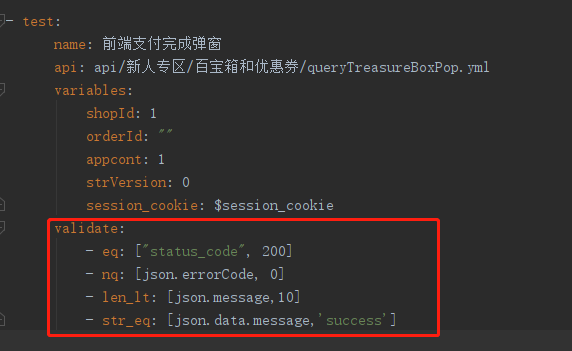 - test:
name: 前端支付完成弹窗
api: api/新人专区/百宝箱和优惠券/queryTreasureBoxPop.yml
variables:
shopId: 1
orderId: ""
appcont: 1
strVersion: 0
session_cookie: $session_cookie
validate:
- eq: ["status_code", 200]
- nq: [json.errorCode, 0]
- len_lt: [json.message,10]
- str_eq: [json.data.message,'success']